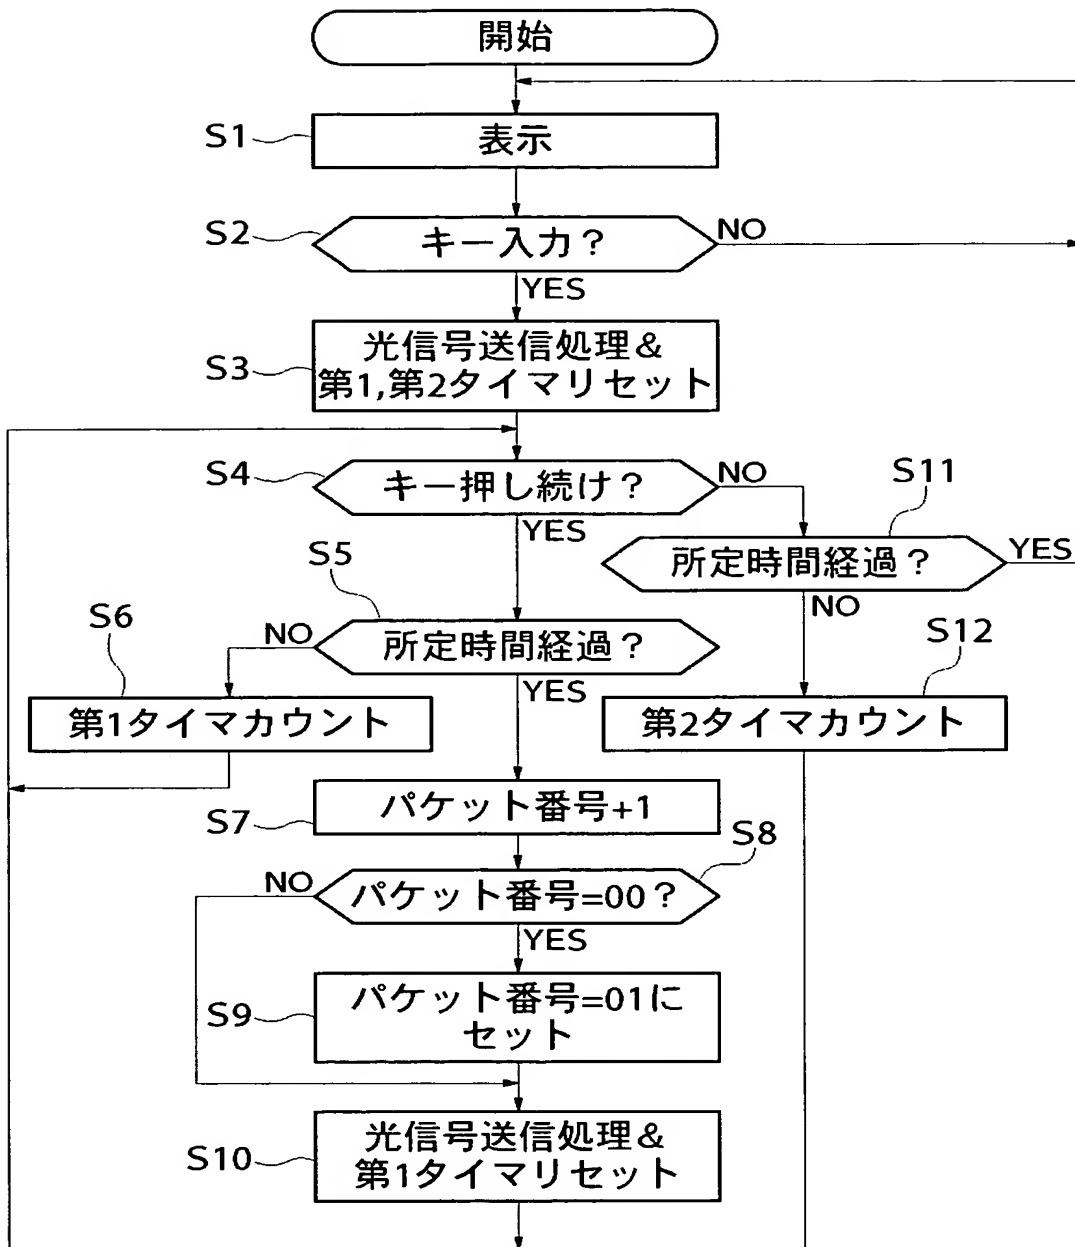 開始
S1
表示
S2
キー入力？
NO
YES
S3
光信号送信処理&
第1,第2タイマリセット
S4
キー押し続け？
NO
YES
S11
所定時間経過？
YES
NO
S5
所定時間経過？
NO
YES
S6
第1タイマカウント
S12
第2タイマカウント
S7
パケット番号+1
S8
パケット番号=00？
NO
YES
S9
パケット番号=01に
セット
S10
光信号送信処理&
第1タイマリセット